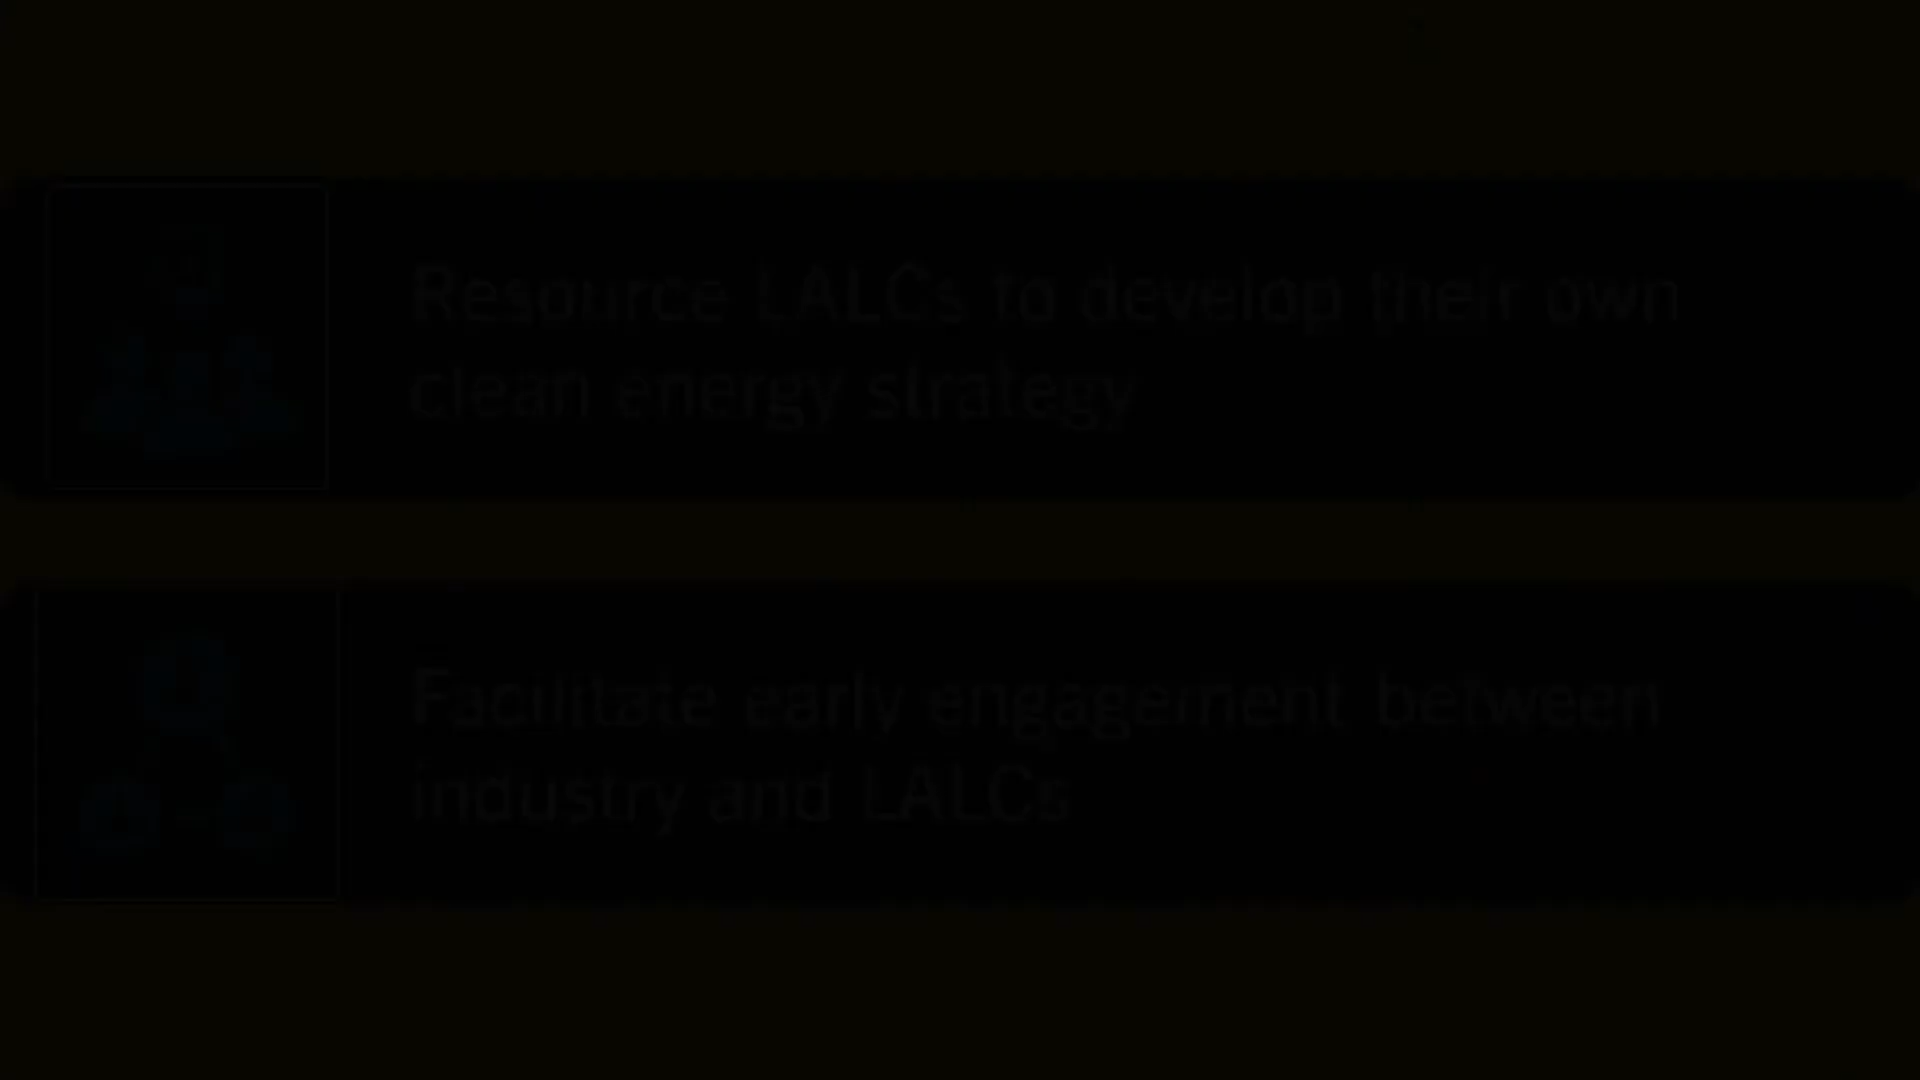 Resource LALCs to develop their own
clean energy strategy
Facilitate early engagement between
industry and LALCs